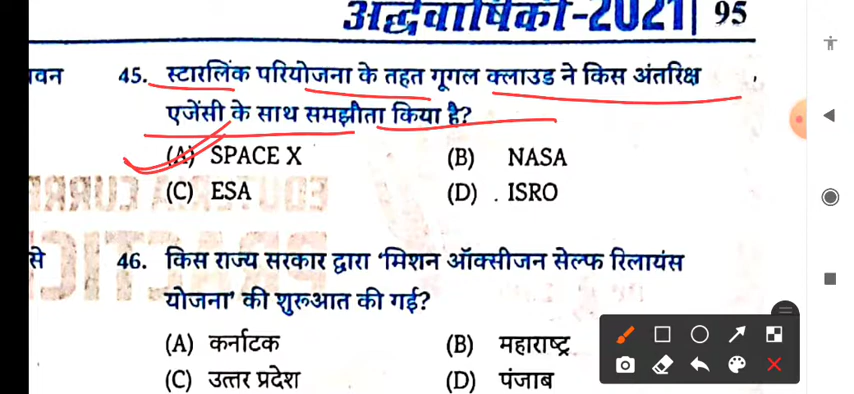 अर्द्धवार्षिकी-2021| 95
45. स्टारलिंक परियोजना के तहत गूगल क्लाउड ने किस अंतरिक्ष
एजेंसी के साथ समझौता किया है?
(A) SPACE X (B) NASA
(C) ESA (D) . ISRO
से
46. किस राज्य सरकार द्वारा ‘मिशन ऑक्सीजन सेल्फ रिलायंस
योजना’ की शुरूआत की गई?
(A) कर्नाटक (B) महाराष्ट्र
(C) उत्तर प्रदेश (D) पंजाब